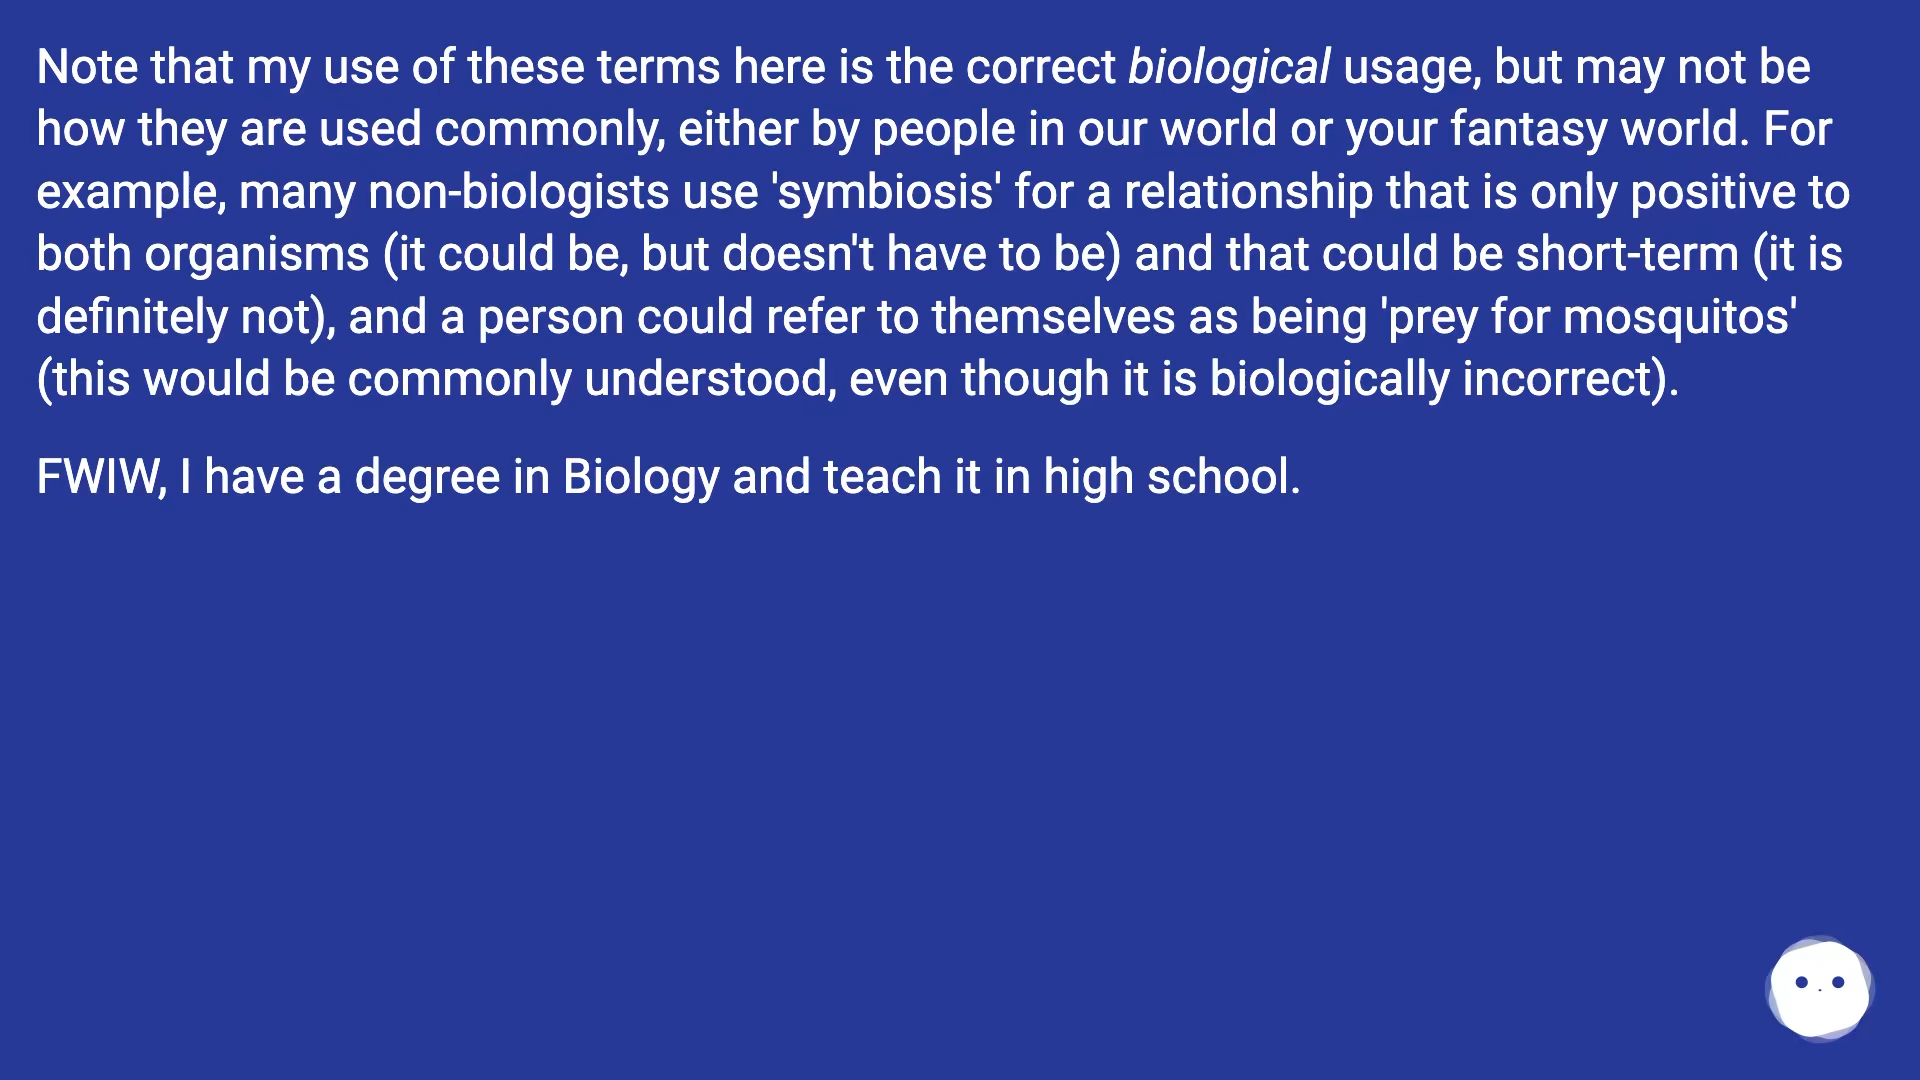 Note that my use of these terms here is the correct biological usage, but may not be
how they are used commonly, either by people in our world or your fantasy world. For
example, many non-biologists use 'symbiosis' for a relationship that is only positive to
both organisms (it could be, but doesn't have to be) and that could be short-term (it is
definitely not), and a person could refer to themselves as being 'prey for mosquitos'
(this would be commonly understood, even though it is biologically incorrect).
FWIW, I have a degree in Biology and teach it in high school.